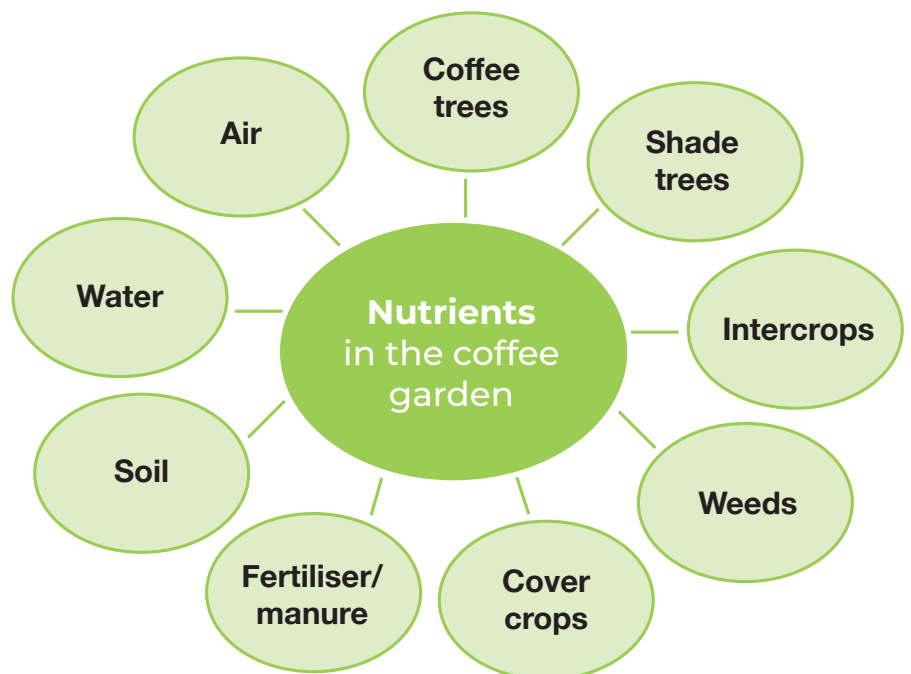 Coffee
trees
Air
Shade
trees
Water
Nutrients
in the coffee
garden
Intercrops
Soil
Weeds
Fertiliser/
manure
Cover
crops